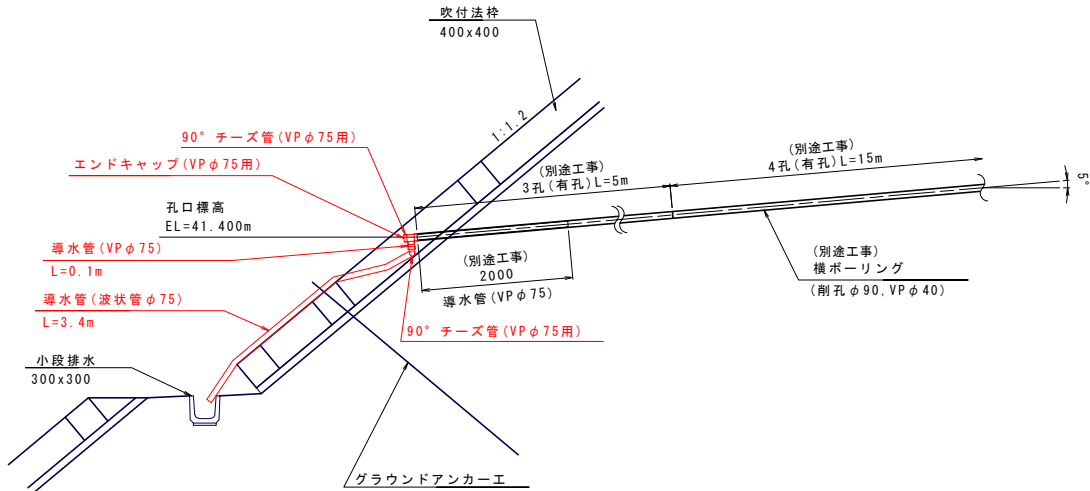 吹付法枠
400x400
1:1.2
90° チーズ管(VPφ75用)
エンドキャップ(VPφ75用)
(別途工事)
3孔(有孔)L=5m
(別途工事)
4孔(有孔)L=15m
5°
孔口標高
EL=41.400m
導水管(VPφ75)
L=0.1m
(別途工事)
2000
導水管(VPφ75)
(別途工事)
横ボーリング
(削孔φ90,VPφ40)
導水管(波状管φ75)
L=3.4m
90° チーズ管(VPφ75用)
小段排水
300x300
グラウンドアンカー工